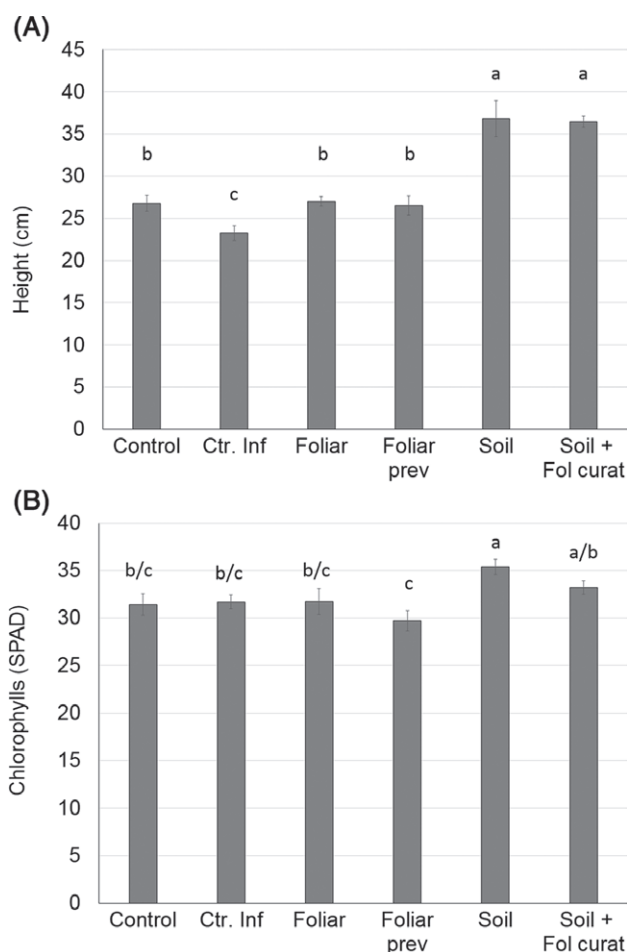 (A)
Height (cm)
45
40
35
30
25
20
15
10
5
0
b
c
b
b
a
a
Control
Ctr. Inf
Foliar
Foliar
prev
Soil
Soil +
Fol curat
(B)
Chlorophylls (SPAD)
40
35
30
25
20
15
10
5
0
b/c
b/c
b/c
c
a
a/b
Control
Ctr. Inf
Foliar
Foliar
prev
Soil
Soil +
Fol curat